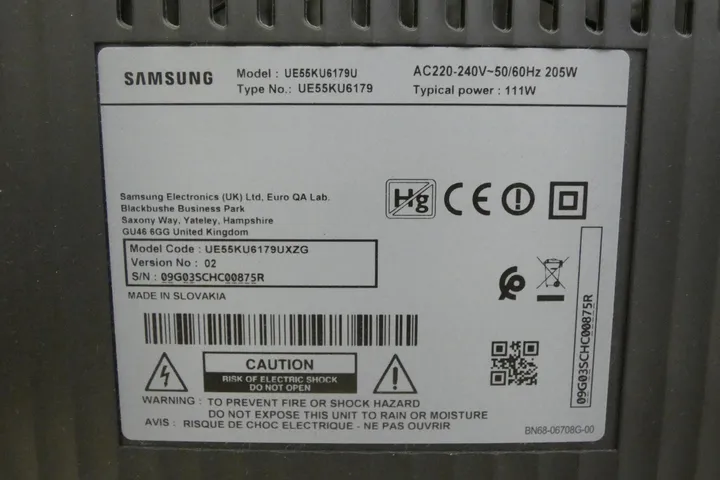 SAMSUNG
Model : UE55KU6179U
Type No.: UE55KU6179
AC220-240V~50/60Hz 205W
Typical power : 111W
Samsung Electronics (UK) Ltd, Euro QA Lab.
Blackbushe Business Park
Saxony Way, Yateley, Hampshire
GU46 6GG United Kingdom
Hg
CE
Model Code : UE55KU6179UXZG
Version No : 02
S/N : 09G03SCHC00875R
MADE IN SLOVAKIA
09G03SCHC00875R
CAUTION
RISK OF ELECTRIC SHOCK
DO NOT OPEN
WARNING : TO PREVENT FIRE OR SHOCK HAZARD
DO NOT EXPOSE THIS UNIT TO RAIN OR MOISTURE
AVIS : RISQUE DE CHOC ELECTRIQUE - NE PAS OUVRIR
BN68-06708G-00